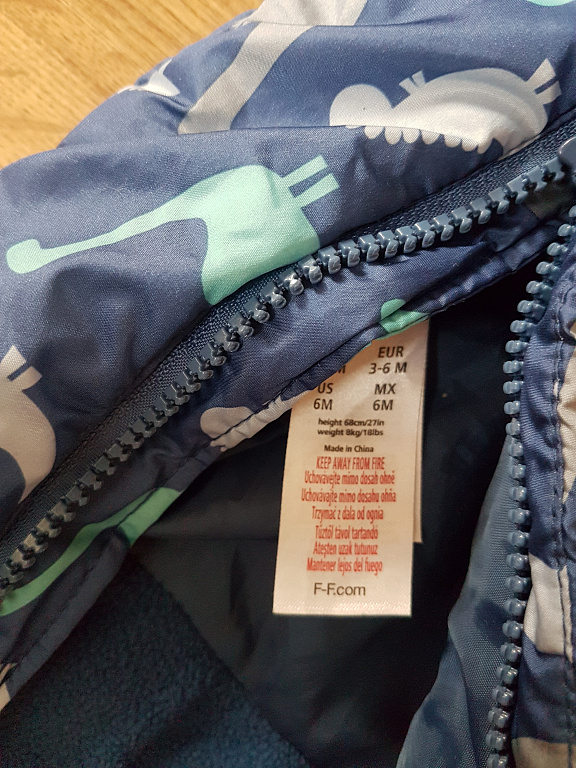 EUR
M 3-6 M
US MX
6M 6M
height 68cm/27in
weight 8kg/18lbs
Made in China
KEEP AWAY FROM FIRE
Uchovávejte mimo dosah ohně
Uchovávajte mimo dosahu ohňa
Trzymać z dala od ognia
Tűztől távol tartandó
Ateşten uzak tutunuz
Mantener lejos del fuego
F-F.com